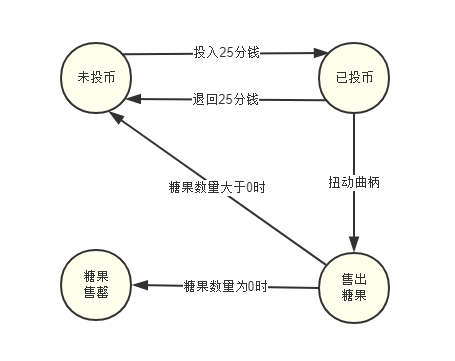 投入25分钱
未投币
已投币
退回25分钱
扭动曲柄
糖果数量大于0时
糖果
售罄
糖果数量为0时
售出
糖果